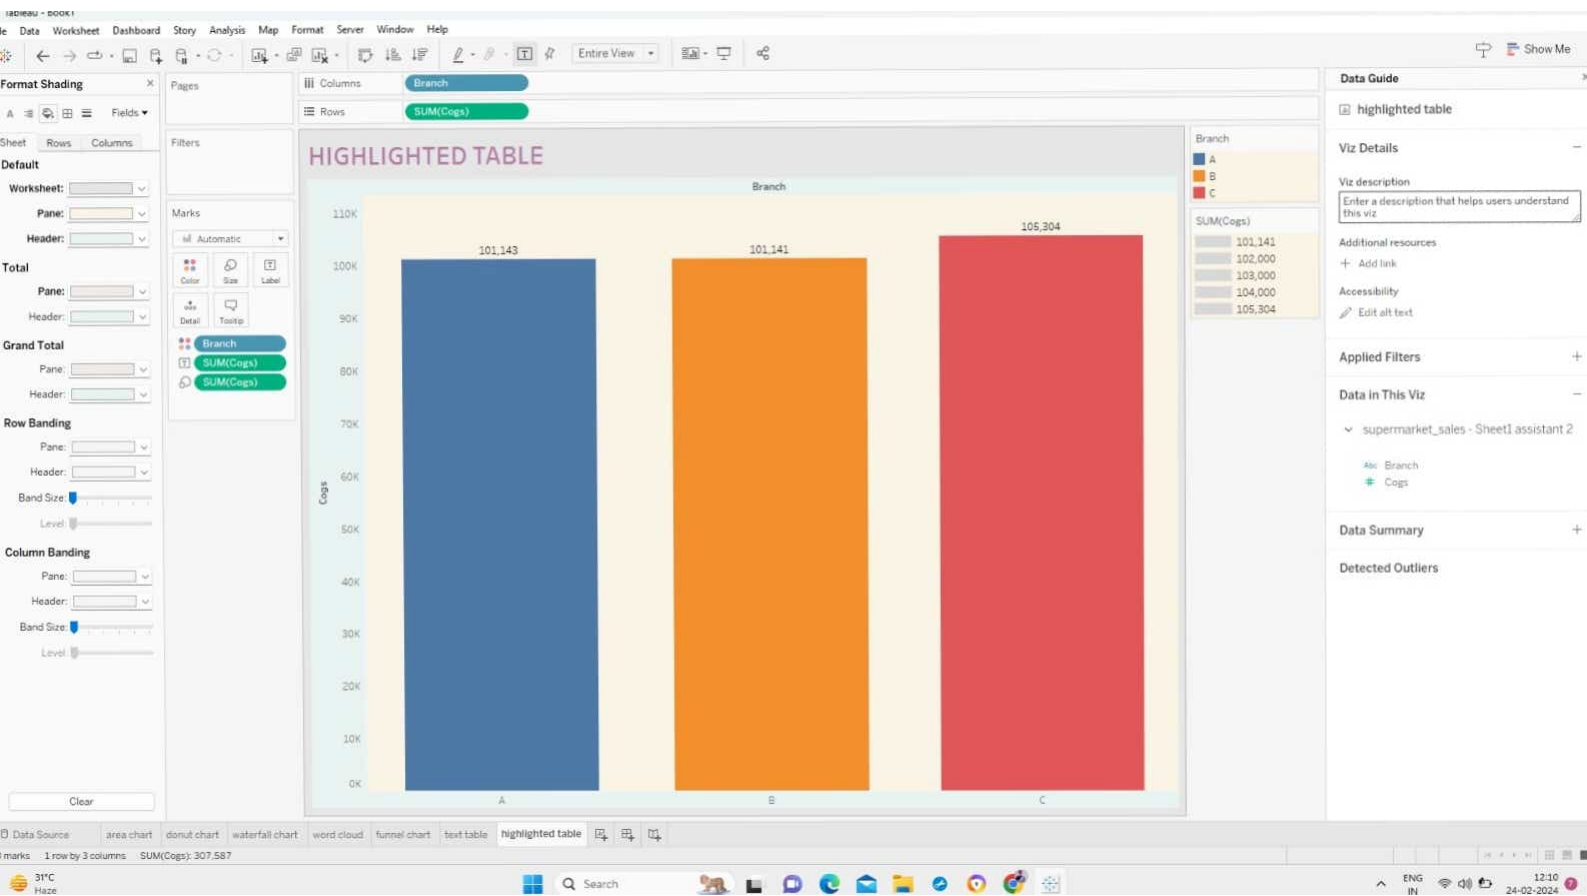 Tableau - Book1
Data Worksheet Dashboard Story Analysis Map Format Server Window Help
Entire View
Show Me
Format Shading
Fields
Sheet Rows Columns
Default
Worksheet:
Pane:
Header:
Total
Pane:
Header:
Grand Total
Pane:
Header:
Row Banding
Pane:
Header:
Band Size:
Level:
Column Banding
Pane:
Header:
Band Size:
Level:
Clear
Pages
Filters
Marks
Automatic
Color Size Label
Detail Tooltip
Branch
SUM(Cogs)
SUM(Cogs)
Columns Branch
Rows SUM(Cogs)
HIGHLIGHTED TABLE
Branch
110K
100K
90K
80K
70K
60K
50K
40K
30K
20K
10K
0K
Cogs
101,143 101,141 105,304
A B C
Branch
A
B
C
SUM(Cogs)
101,141
102,000
103,000
104,000
105,304
Data Guide
highlighted table
Viz Details
Viz description
Enter a description that helps users understand
this viz
Additional resources
+ Add link
Accessibility
Edit alt text
Applied Filters +
Data in This Viz
supermarket_sales - Sheet1 assistant 2
Abc Branch
# Cogs
Data Summary +
Detected Outliers
Data Source area chart donut chart waterfall chart word cloud funnel chart text table highlighted table
marks 1 row by 3 columns SUM(Cogs): 307,587
31°C
Haze
Search
ENG
IN
12:10
24-02-2024